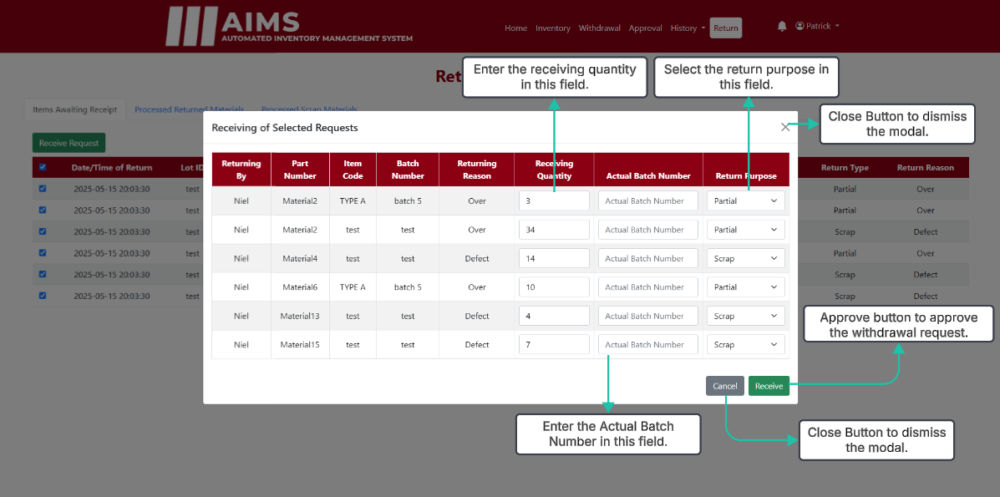 AIMS
AUTOMATED INVENTORY MANAGEMENT SYSTEM
Home Inventory Withdrawal Approval History Return Patrick
Ret
Enter the receiving quantity
in this field.
Select the return purpose in
this field.
Close Button to dismiss
the modal.
Items Awaiting Receipt Processed Returned Materials Processed Scrap Materials
Receiving of Selected Requests
Receive Request
Date/Time of Return Lot ID Return Type Return Reason
2025-05-15 20:03:30 test Partial Over
2025-05-15 20:03:30 test Partial Over
2025-05-15 20:03:30 test Scrap Defect
2025-05-15 20:03:30 test Partial Over
2025-05-15 20:03:30 test Scrap Defect
2025-05-15 20:03:30 test Scrap Defect
Returning By Part Number Item Code Batch Number Returning Reason Receiving Quantity Actual Batch Number Return Purpose
Niel Material2 TYPE A batch 5 Over 3 Actual Batch Number Partial
Niel Material2 test test Over 34 Actual Batch Number Partial
Niel Material4 test test Defect 14 Actual Batch Number Scrap
Niel Material6 TYPE A batch 5 Over 10 Actual Batch Number Partial
Niel Material13 test test Defect 4 Actual Batch Number Scrap
Niel Material15 test test Defect 7 Actual Batch Number Scrap
Approve button to approve
the withdrawal request.
Cancel Receive
Enter the Actual Batch
Number in this field.
Close Button to dismiss
the modal.